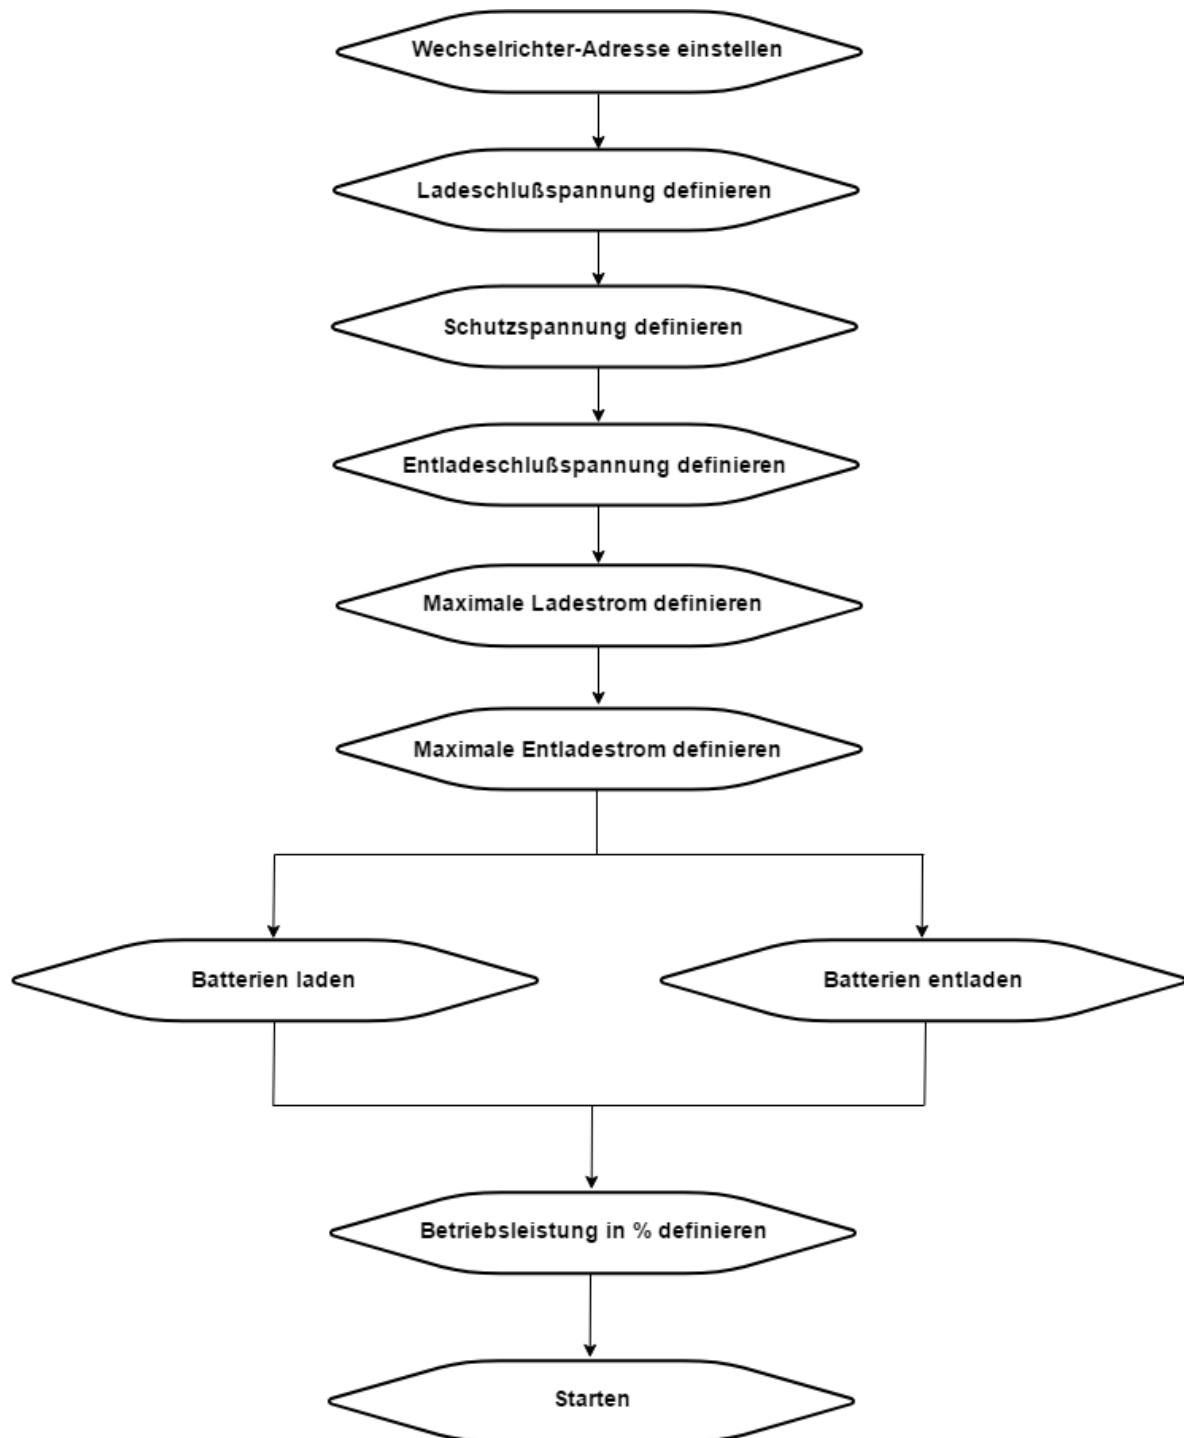 Wechselrichter-Adresse einstellen
Ladeschlußspannung definieren
Schutzspannung definieren
Entladeschlußspannung definieren
Maximale Ladestrom definieren
Maximale Entladestrom definieren
Batterien laden
Batterien entladen
Betriebsleistung in % definieren
Starten